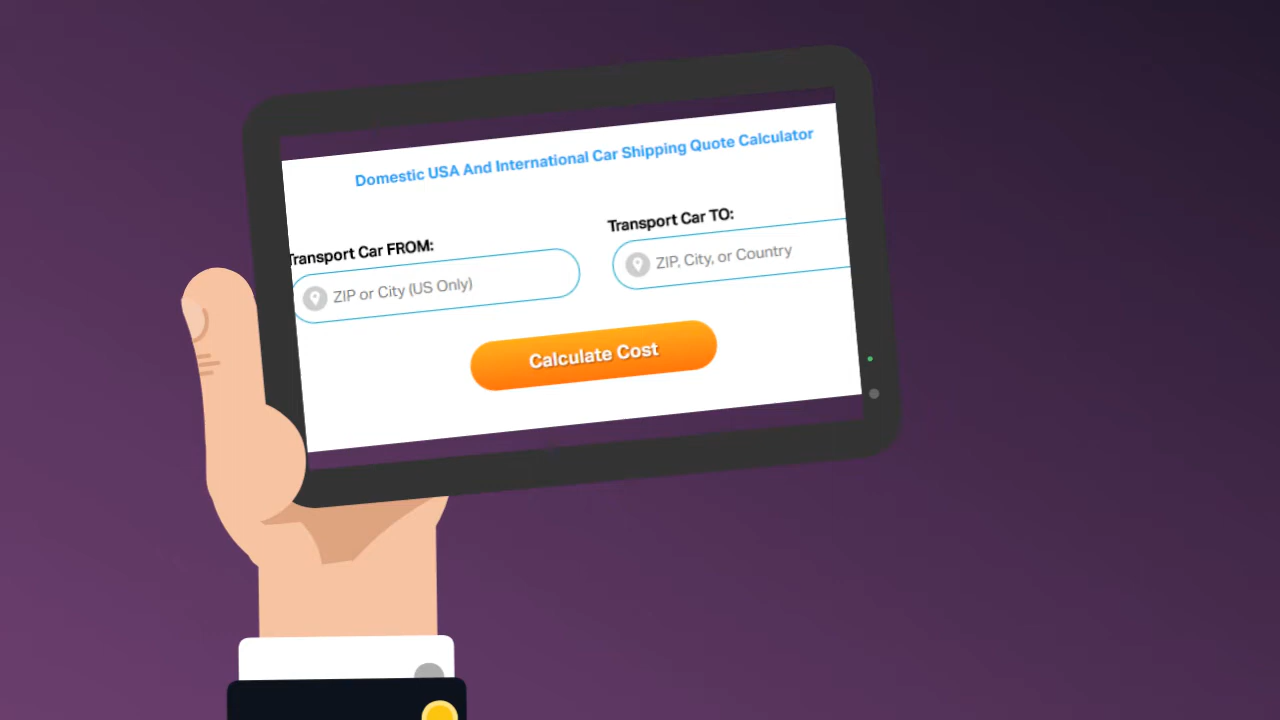 Domestic USA And International Car Shipping Quote Calculator
Transport Car FROM:
ZIP or City (US Only)
Transport Car TO:
ZIP, City, or Country
Calculate Cost